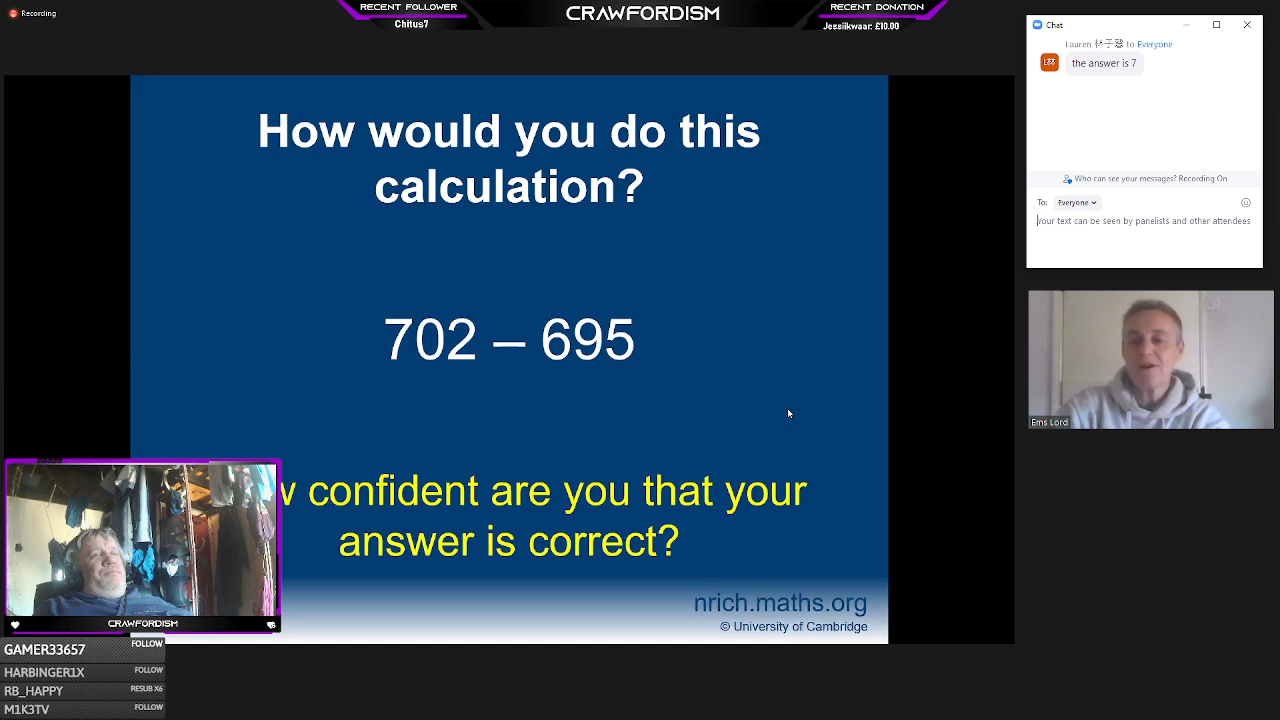 Recording
RECENT FOLLOWER
Chitus7
CRAWFORDISM
RECENT DONATION
Jessiikwaar: £10.00
How would you do this
calculation?
702 – 695
confident are you that your
answer is correct?
nrich.maths.org
© University of Cambridge
CRAWFORDISM
GAMER33657 FOLLOW
HARBINGER1X FOLLOW
RB_HAPPY RESUB X6
M1K3TV FOLLOW
Chat
Lauren to Everyone
the answer is 7
Who can see your messages? Recording On
To: Everyone
Your text can be seen by panelists and other attendees
Ems Lord